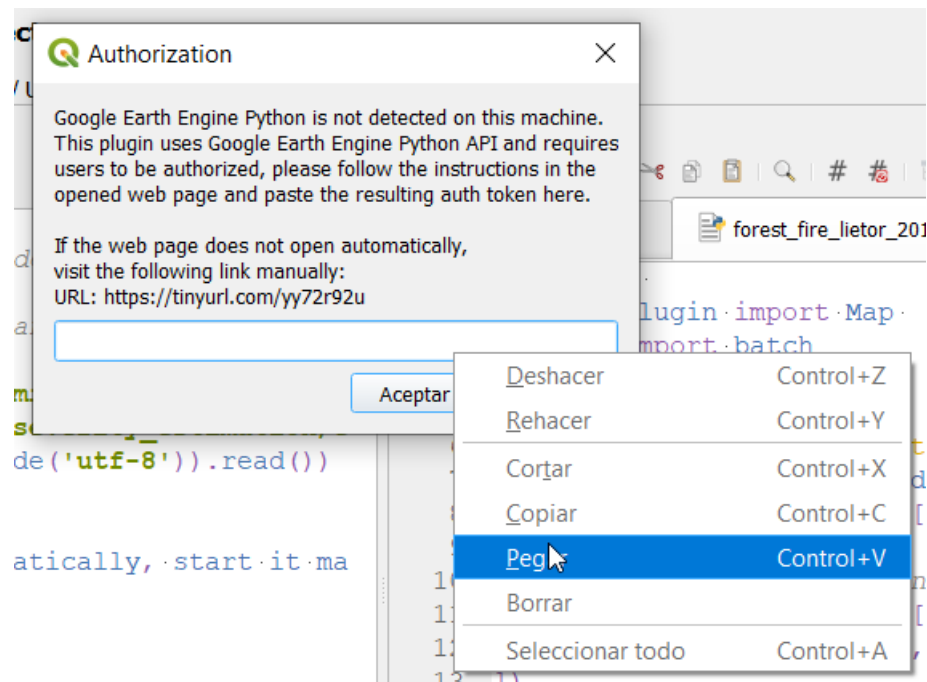 Authorization
Google Earth Engine Python is not detected on this machine.
This plugin uses Google Earth Engine Python API and requires
users to be authorized, please follow the instructions in the
opened web page and paste the resulting auth token here.
If the web page does not open automatically,
visit the following link manually:
URL: https://tinyurl.com/yy72r92u
Aceptar
Deshacer Control+Z
Rehacer Control+Y
Cortar Control+X
Copiar Control+C
Control+V
Borrar
Seleccionar todo Control+A
forest_fire_lietor_201
lugin import Map
mport batch
de('utf-8')).read())
atically, start it ma